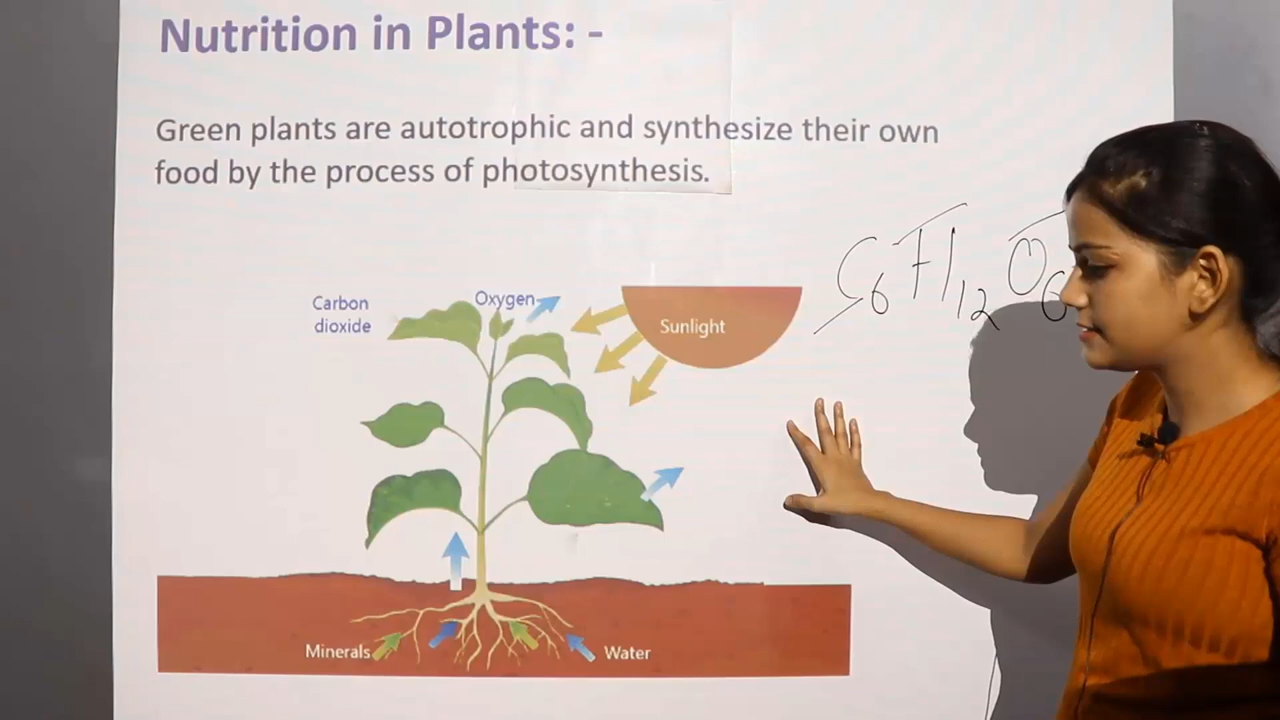 Nutrition in Plants: -
Green plants are autotrophic and synthesize their own
food by the process of photosynthesis.
C6H12O6
Carbon
dioxide
Oxygen
Sunlight
Minerals
Water